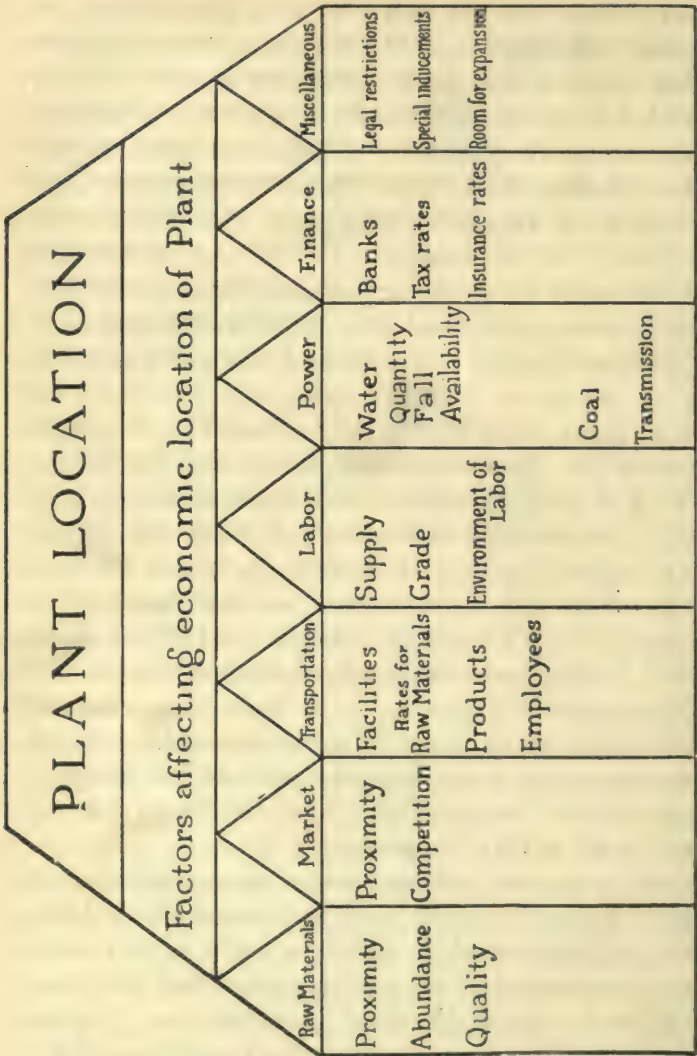 PLANT LOCATION
Factors affecting economic location of Plant
Raw Materials
Proximity
Abundance
Quality
Market
Proximity
Competition
Transportation
Facilities
Rates for
Raw Materials
Products
Employees
Labor
Supply
Grade
Environment of
Labor
Power
Water
Quantity
Fall
Availability
Coal
Transmission
Finance
Banks
Tax rates
Insurance rates
Miscellaneous
Legal restrictions
Special inducements
Room for expansion